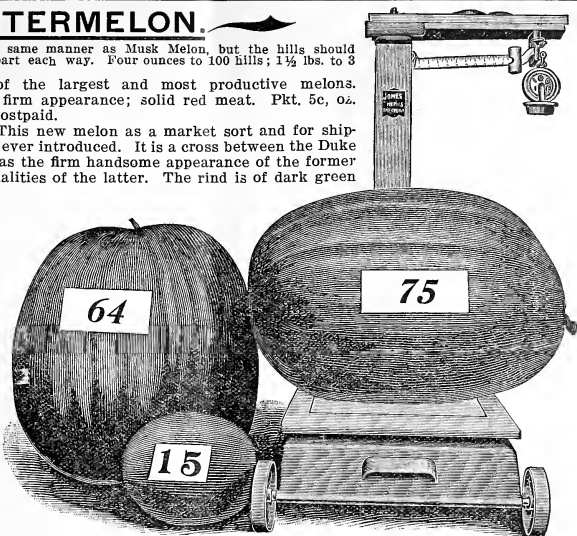 TERMELON.
same manner as Musk Melon, but the hills should
art each way. Four ounces to 100 hills; 1½ lbs. to 3
of the largest and most productive melons.
firm appearance; solid red meat. Pkt. 5c, oz.
ostpaid.
This new melon as a market sort and for ship-
ever introduced. It is a cross between the Duke
as the firm handsome appearance of the former
alities of the latter. The rind is of dark green
JONES
64
75
15